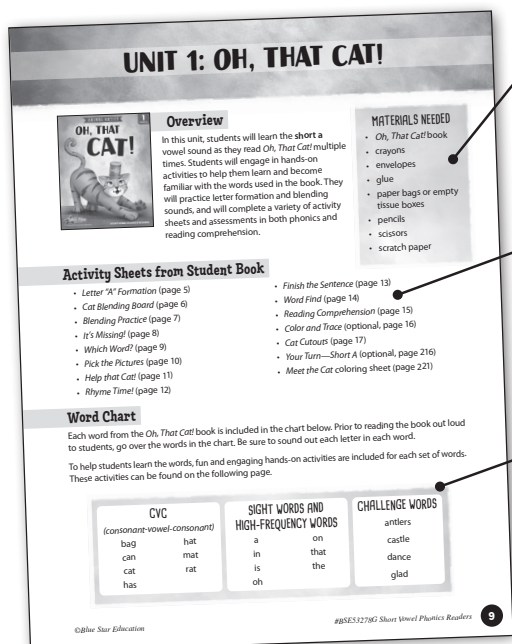 UNIT 1: OH, THAT CAT!
OH, THAT
CAT!
1
Overview
In this unit, students will learn the short a
vowel sound as they read Oh, That Cat! multiple
times. Students will engage in hands-on
activities to help them learn and become
familiar with the words used in the book. They
will practice letter formation and blending
sounds, and will complete a variety of activity
sheets and assessments in both phonics and
reading comprehension.
MATERIALS NEEDED
• Oh, That Cat! book
• crayons
• envelopes
• glue
• paper bags or empty
tissue boxes
• pencils
• scissors
• scratch paper
Activity Sheets from Student Book
• Letter "A" Formation (page 5)
• Cat Blending Board (page 6)
• Blending Practice (page 7)
• It's Missing! (page 8)
• Which Word? (page 9)
• Pick the Pictures (page 10)
• Help that Cat! (page 11)
• Rhyme Time! (page 12)
• Finish the Sentence (page 13)
• Word Find (page 14)
• Reading Comprehension (page 15)
• Color and Trace (optional, page 16)
• Cat Cutouts (page 17)
• Your Turn—Short A (optional, page 216)
• Meet the Cat coloring sheet (page 221)
Word Chart
Each word from the Oh, That Cat! book is included in the chart below. Prior to reading the book out loud
to students, go over the words in the chart. Be sure to sound out each letter in each word.
To help students learn the words, fun and engaging hands-on activities are included for each set of words.
These activities can be found on the following page.
CVC
(consonant-vowel-consonant)
bag hat
can mat
cat rat
has
SIGHT WORDS AND
HIGH-FREQUENCY WORDS
a on
in that
is the
oh
CHALLENGE WORDS
antlers
castle
dance
glad
©Blue Star Education
#BSE53278G Short Vowel Phonics Readers
9